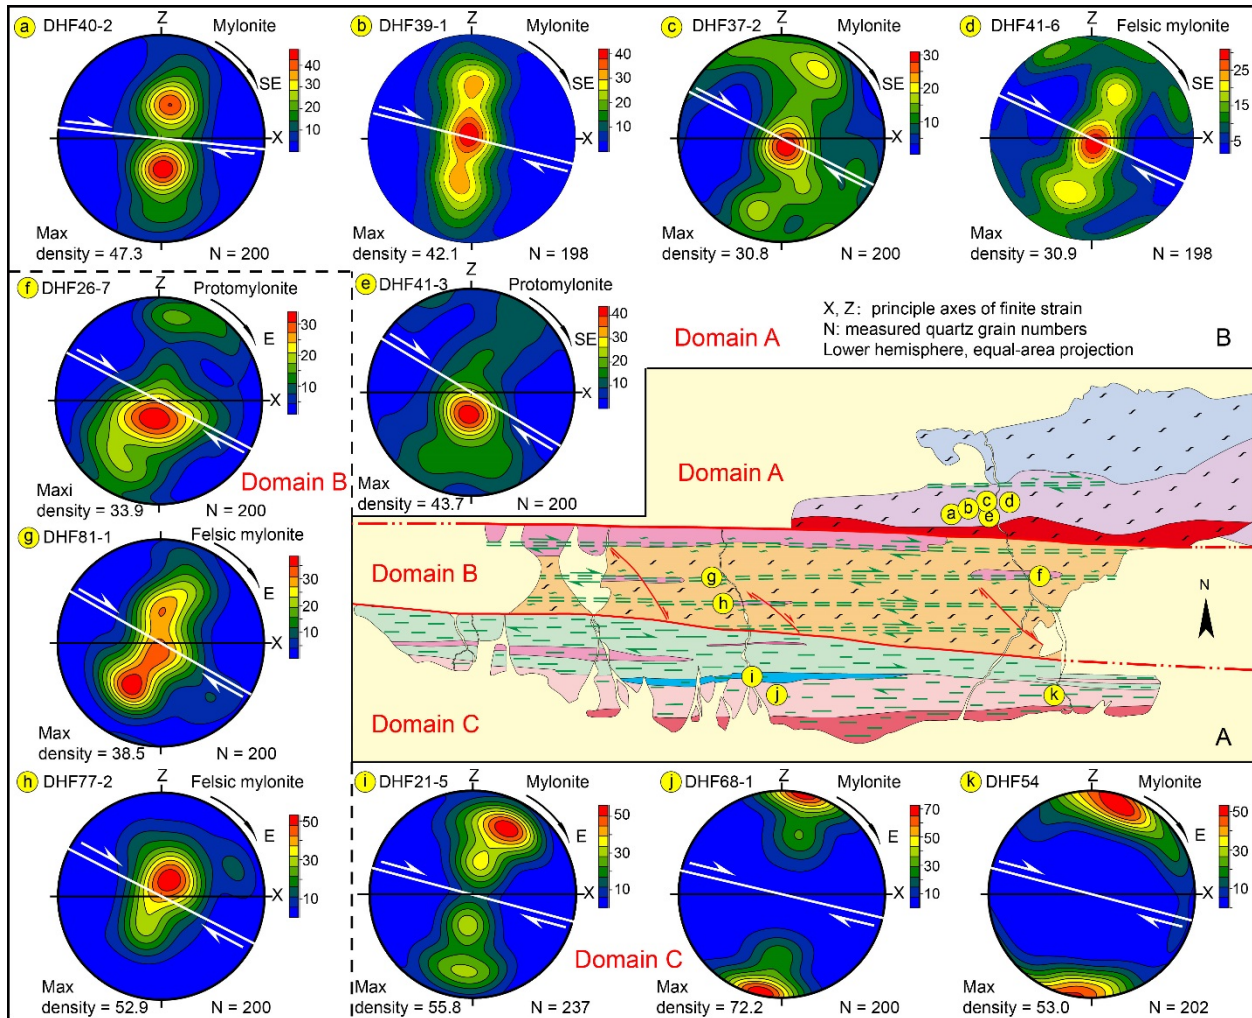 a DHF40-2 Z Mylonite
SE
X
40
30
20
10
Max
density = 47.3 N = 200
b DHF39-1 Z Mylonite
SE
X
40
30
20
10
Max
density = 42.1 N = 198
c DHF37-2 Z Mylonite
SE
X
30
20
10
Max
density = 30.8 N = 200
d DHF41-6 Z Felsic mylonite
SE
X
25
15
5
Max
density = 30.9 N = 198
f DHF26-7 Z Protomylonite
E
X
30
20
10
Domain B
Maxi
density = 33.9 N = 200
e DHF41-3 Z Protomylonite
SE
X
40
30
20
10
Max
density = 43.7 N = 200
X, Z: principle axes of finite strain
N: measured quartz grain numbers
Lower hemisphere, equal-area projection
Domain A B
Domain A
a b c d e
Domain B
g h f
N
i j k
Domain C A
g DHF81-1 Z Felsic mylonite
E
X
30
20
10
Max
density = 38.5 N = 200
h DHF77-2 Z Felsic mylonite
E
X
50
30
10
Max
density = 52.9 N = 200
i DHF21-5 Z Mylonite
E
X
50
30
10
Max
density = 55.8 N = 237
Domain C
j DHF68-1 Z Mylonite
E
X
70
50
30
10
Max
density = 72.2 N = 200
k DHF54 Z Mylonite
E
X
50
30
10
Max
density = 53.0 N = 202